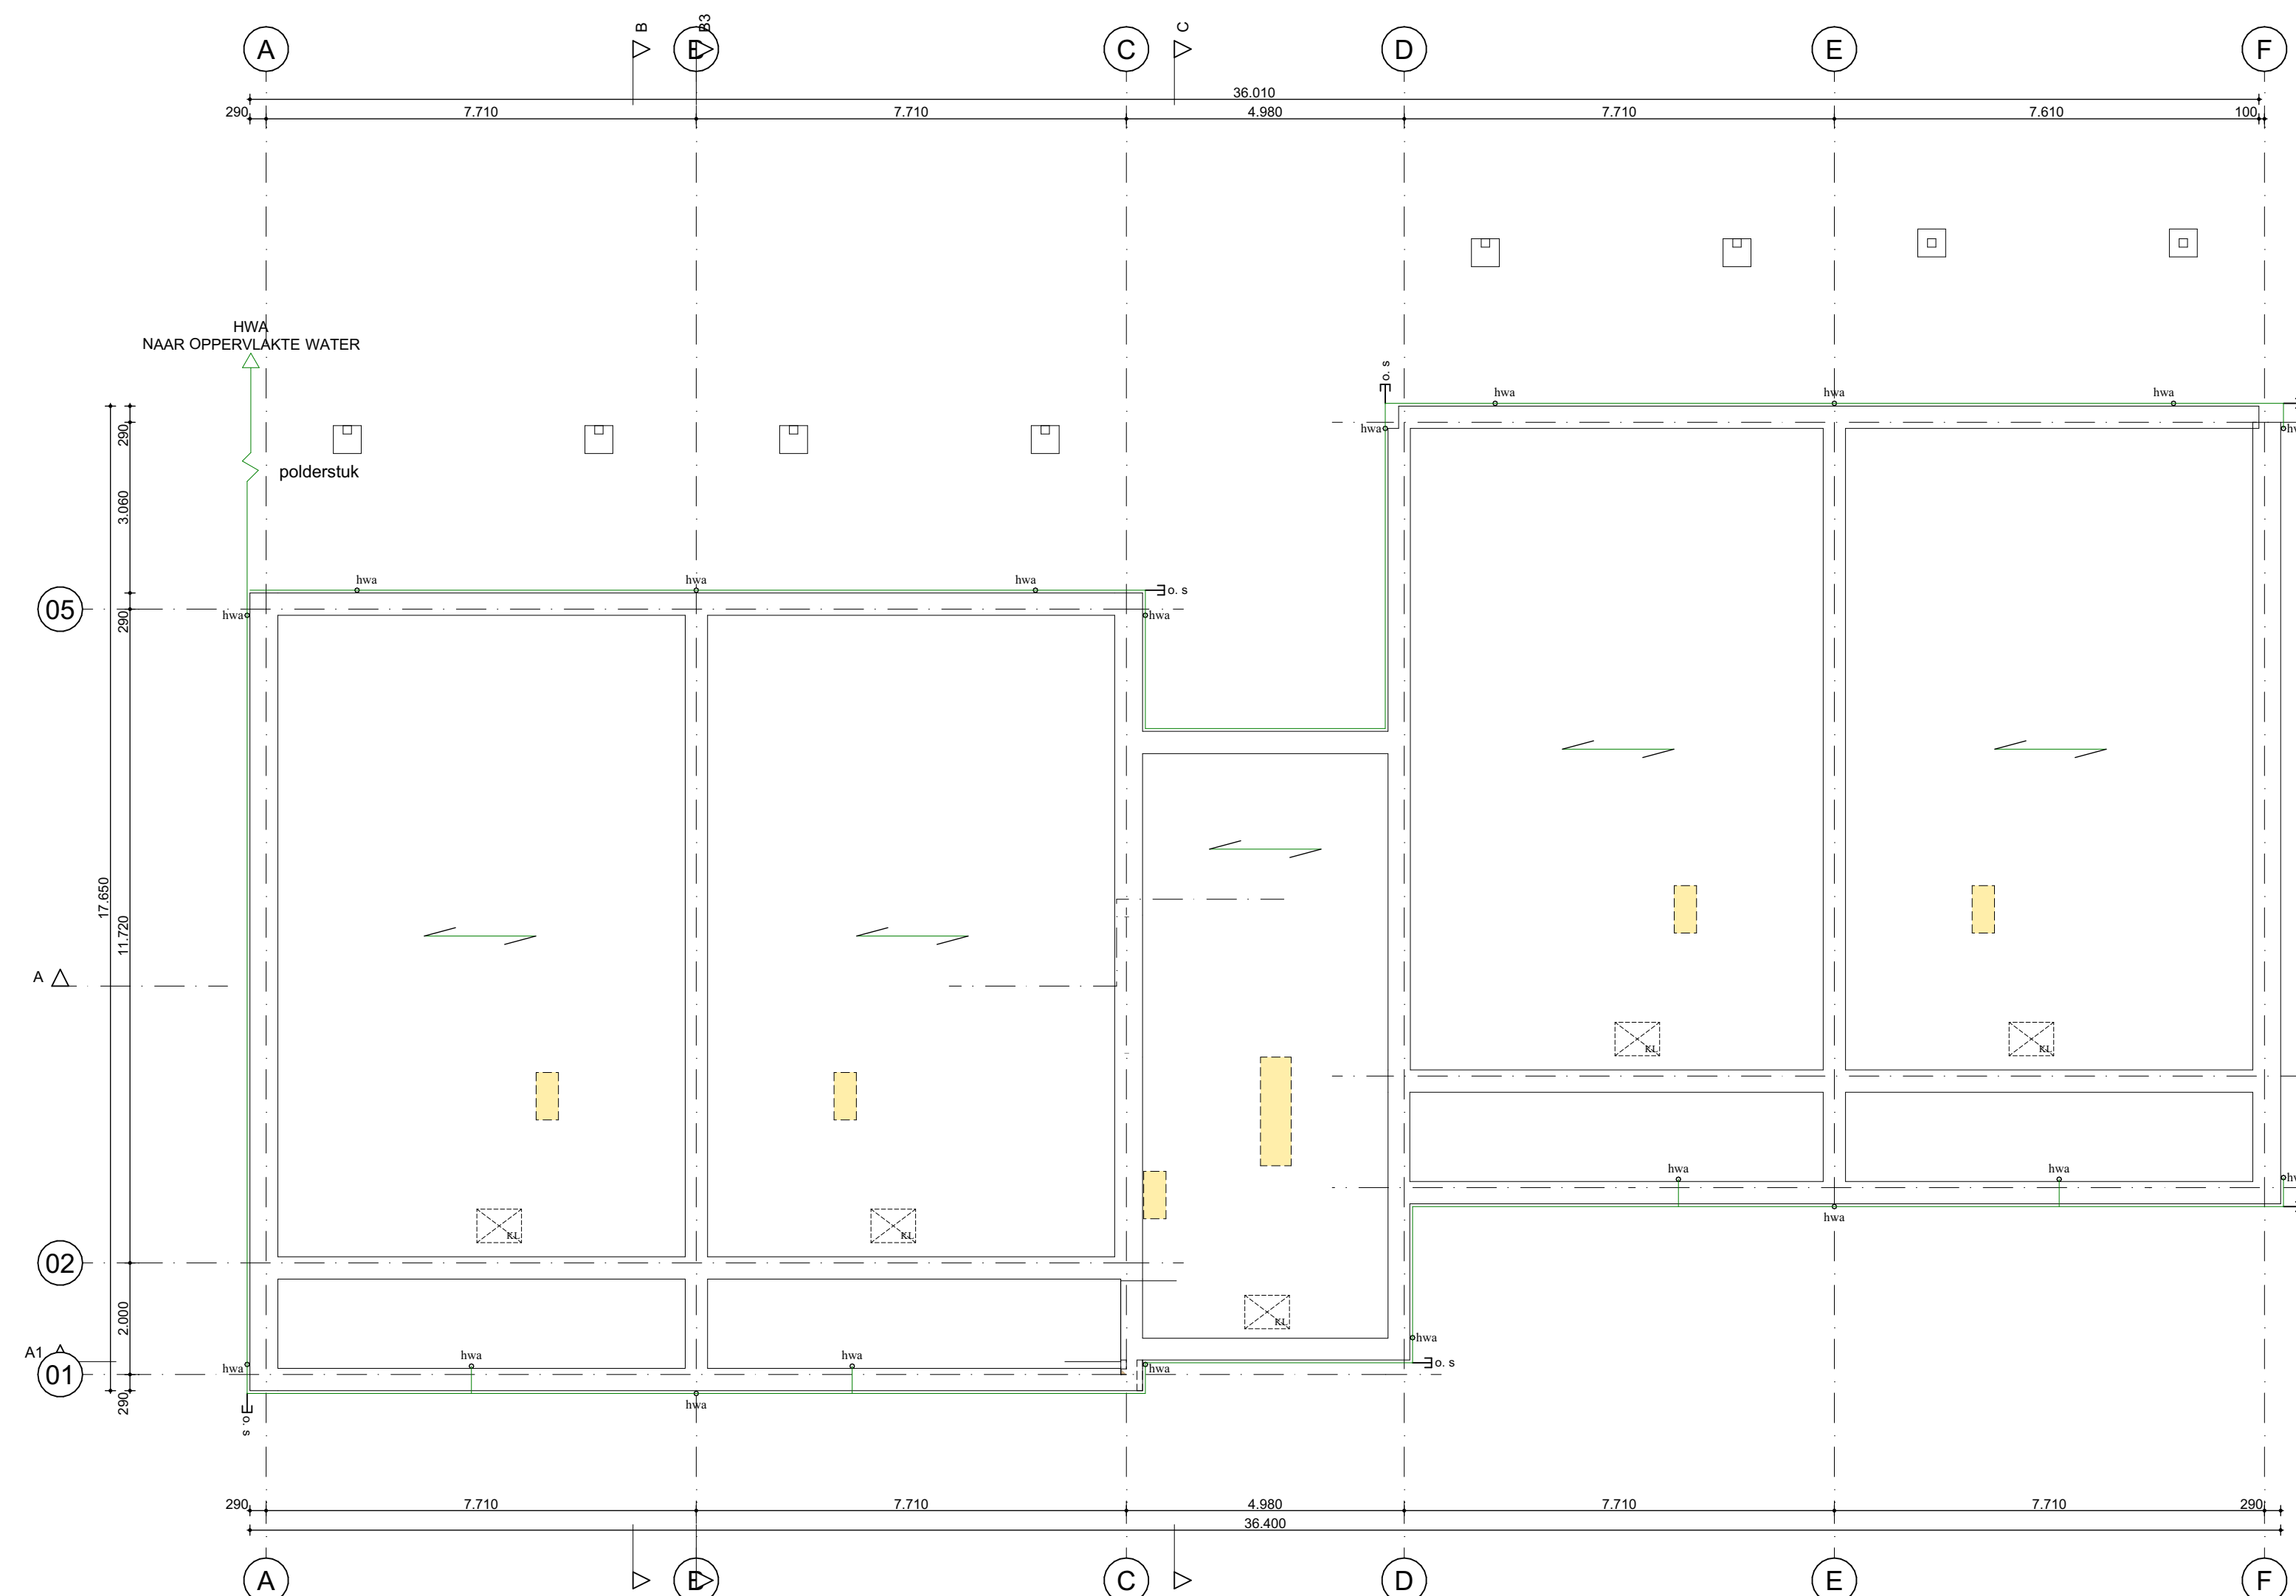 B
B3
C
A
C
D
E
F
36.010
290
7.710
7.710
4.980
7.710
7.610
100
HWA
NAAR OPPERVLAKTE WATER
polderstuk
o. s
hwa
hwa
hwa
hwa
290
3.060
hwa
hwa
hwa
o. s
05
290
hwa
hwa
17.650
11.720
A
KL
KL
hwa
hwa
hwa
KL
KL
02
KL
2.000
hwa
A1
01
hwa
hwa
hwa
hwa
o. s
290
hwa
o. s
290
7.710
7.710
4.980
7.710
7.710
290
36.400
A
C
D
E
F